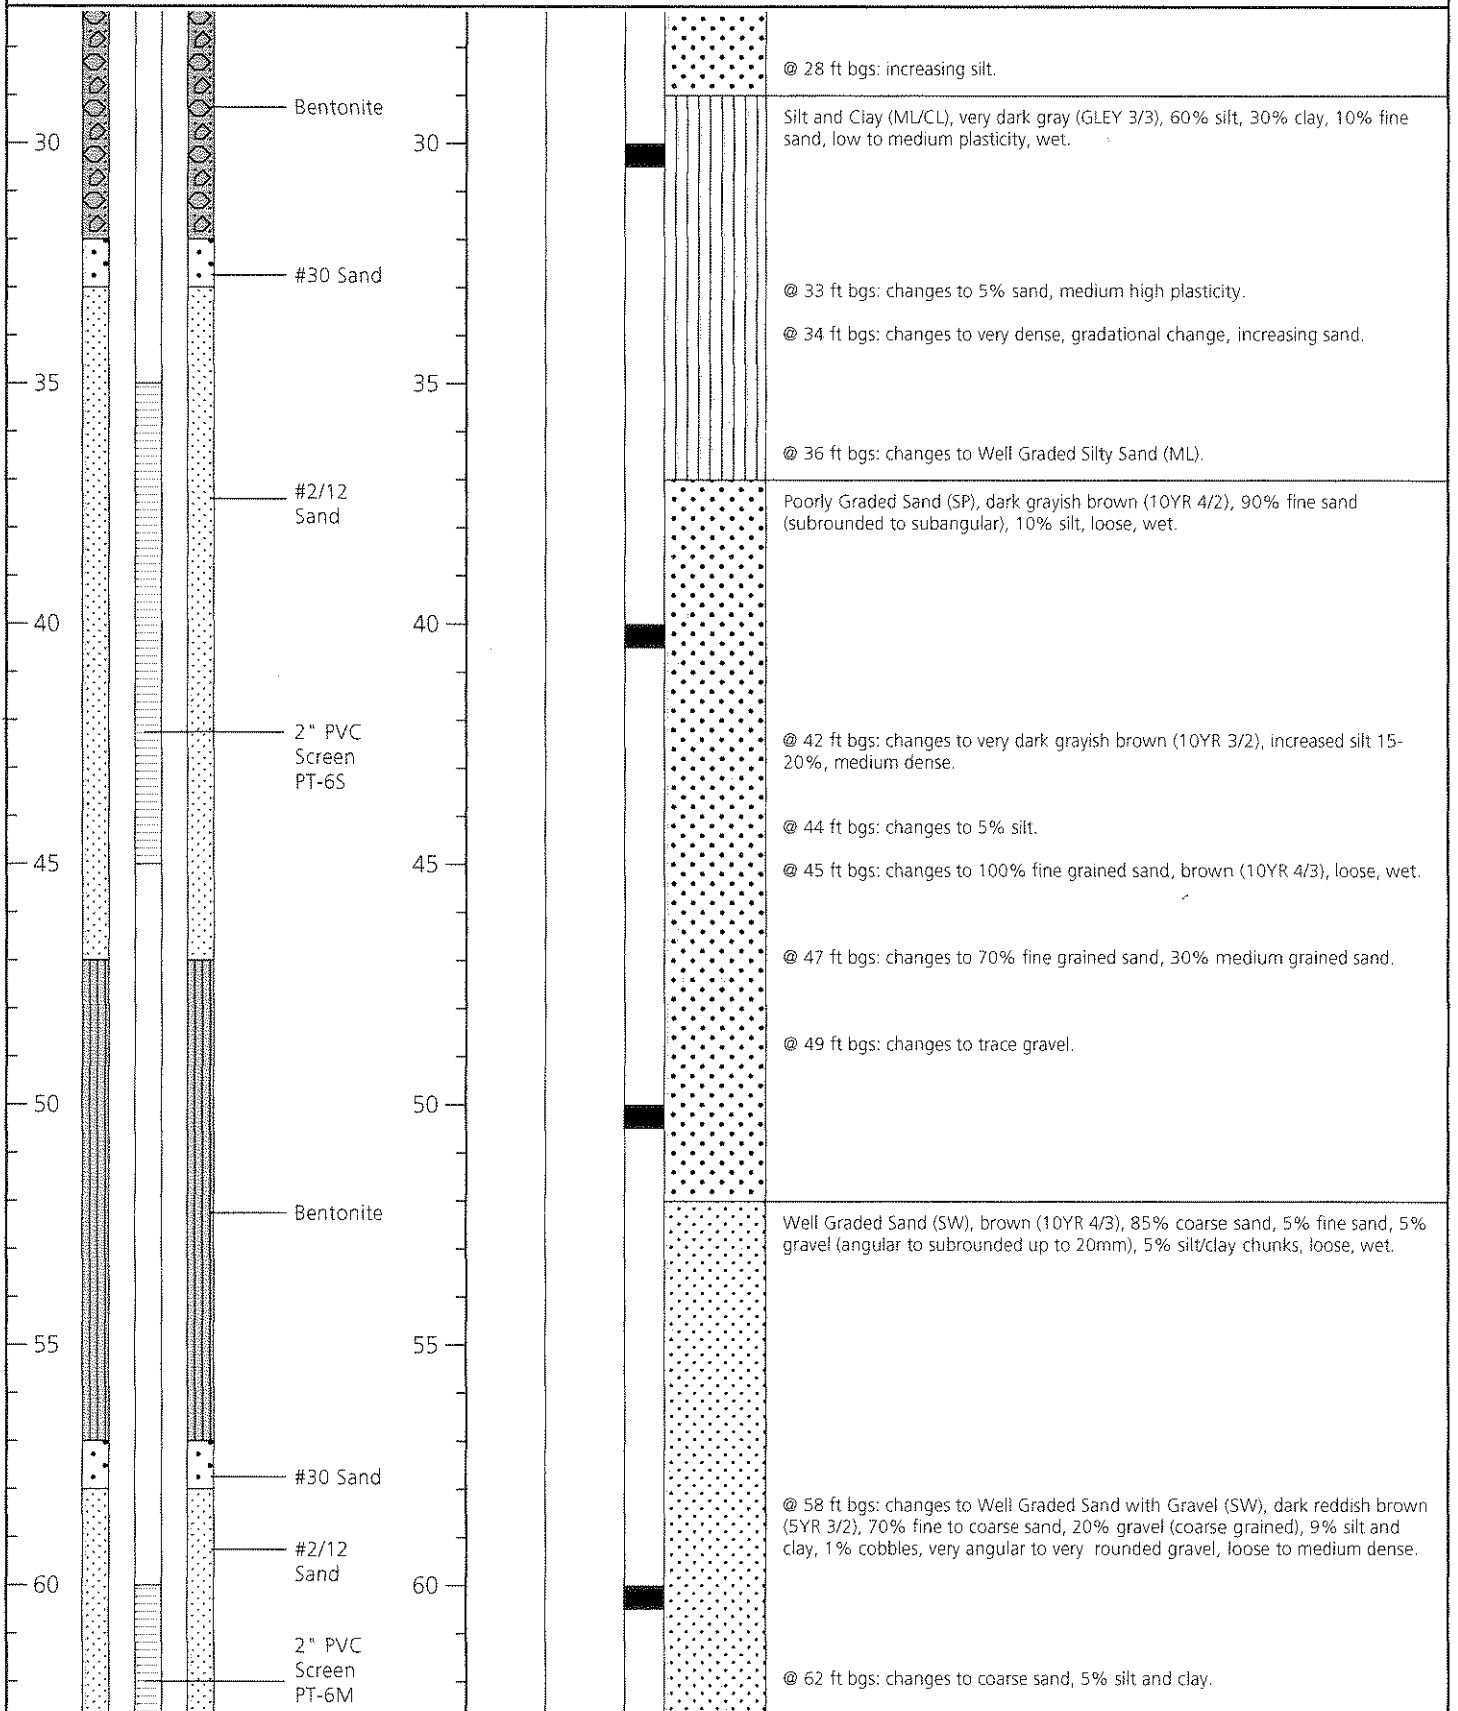 @ 28 ft bgs: increasing silt.
Bentonite
Silt and Clay (ML/CL), very dark gray (GLEY 3/3), 60% silt, 30% clay, 10% fine
sand, low to medium plasticity, wet.
30
30
#30 Sand
@ 33 ft bgs: changes to 5% sand, medium high plasticity.
@ 34 ft bgs: changes to very dense, gradational change, increasing sand.
35
35
@ 36 ft bgs: changes to Well Graded Silty Sand (ML).
#2/12
Sand
Poorly Graded Sand (SP), dark grayish brown (10YR 4/2), 90% fine sand
(subrounded to subangular), 10% silt, loose, wet.
40
40
2" PVC
Screen
PT-6S
@ 42 ft bgs: changes to very dark grayish brown (10YR 3/2), increased silt 15-
20%, medium dense.
@ 44 ft bgs: changes to 5% silt.
45
45
@ 45 ft bgs: changes to 100% fine grained sand, brown (10YR 4/3), loose, wet.
@ 47 ft bgs: changes to 70% fine grained sand, 30% medium grained sand.
@ 49 ft bgs: changes to trace gravel.
50
50
Bentonite
Well Graded Sand (SW), brown (10YR 4/3), 85% coarse sand, 5% fine sand, 5%
gravel (angular to subrounded up to 20mm), 5% silt/clay chunks, loose, wet.
55
55
#30 Sand
@ 58 ft bgs: changes to Well Graded Sand with Gravel (SW), dark reddish brown
(5YR 3/2), 70% fine to coarse sand, 20% gravel (coarse grained), 9% silt and
clay, 1% cobbles, very angular to very rounded gravel, loose to medium dense.
#2/12
Sand
60
60
2" PVC
Screen
PT-6M
@ 62 ft bgs: changes to coarse sand, 5% silt and clay.